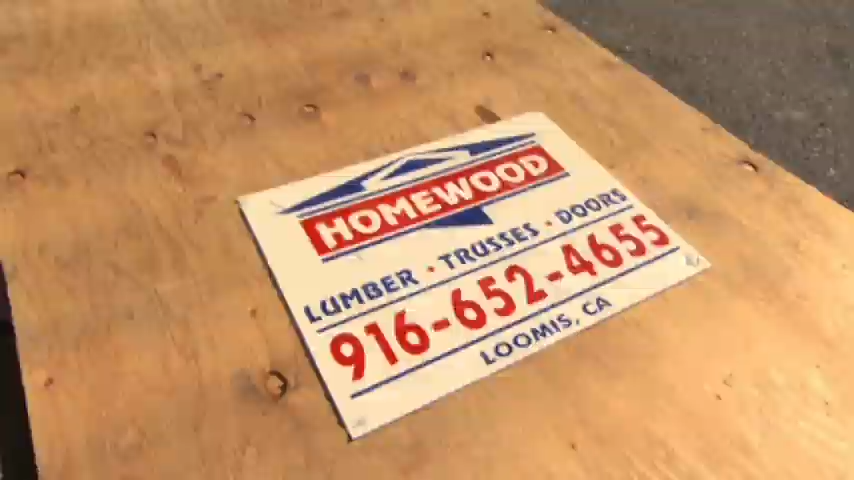 HOMEWOOD
LUMBER · TRUSSES · DOORS
916-652-4655
LOOMIS, CA